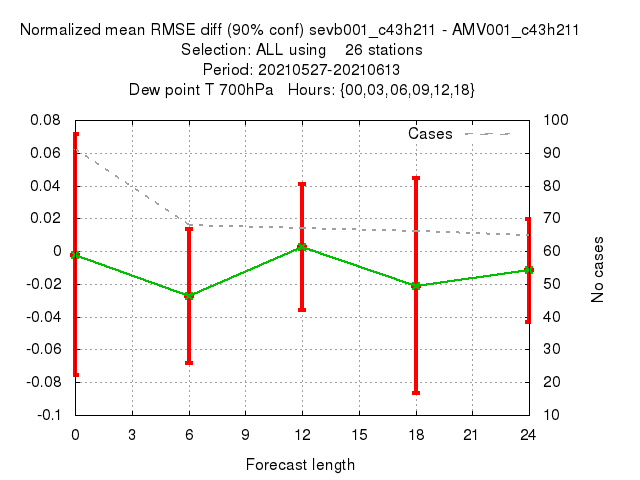 Normalized mean RMSE diff (90% conf) sevb001_c43h211 - AMV001_c43h211
Selection: ALL using    26 stations
Period: 20210527-20210613
Dew point T 700hPa   Hours: {00,03,06,09,12,18}
Cases
0.08
0.06
0.04
0.02
0
-0.02
-0.04
-0.06
-0.08
-0.1
100
90
80
70
60
50
40
30
20
10
No cases
0 3 6 9 12 15 18 21 24
Forecast length